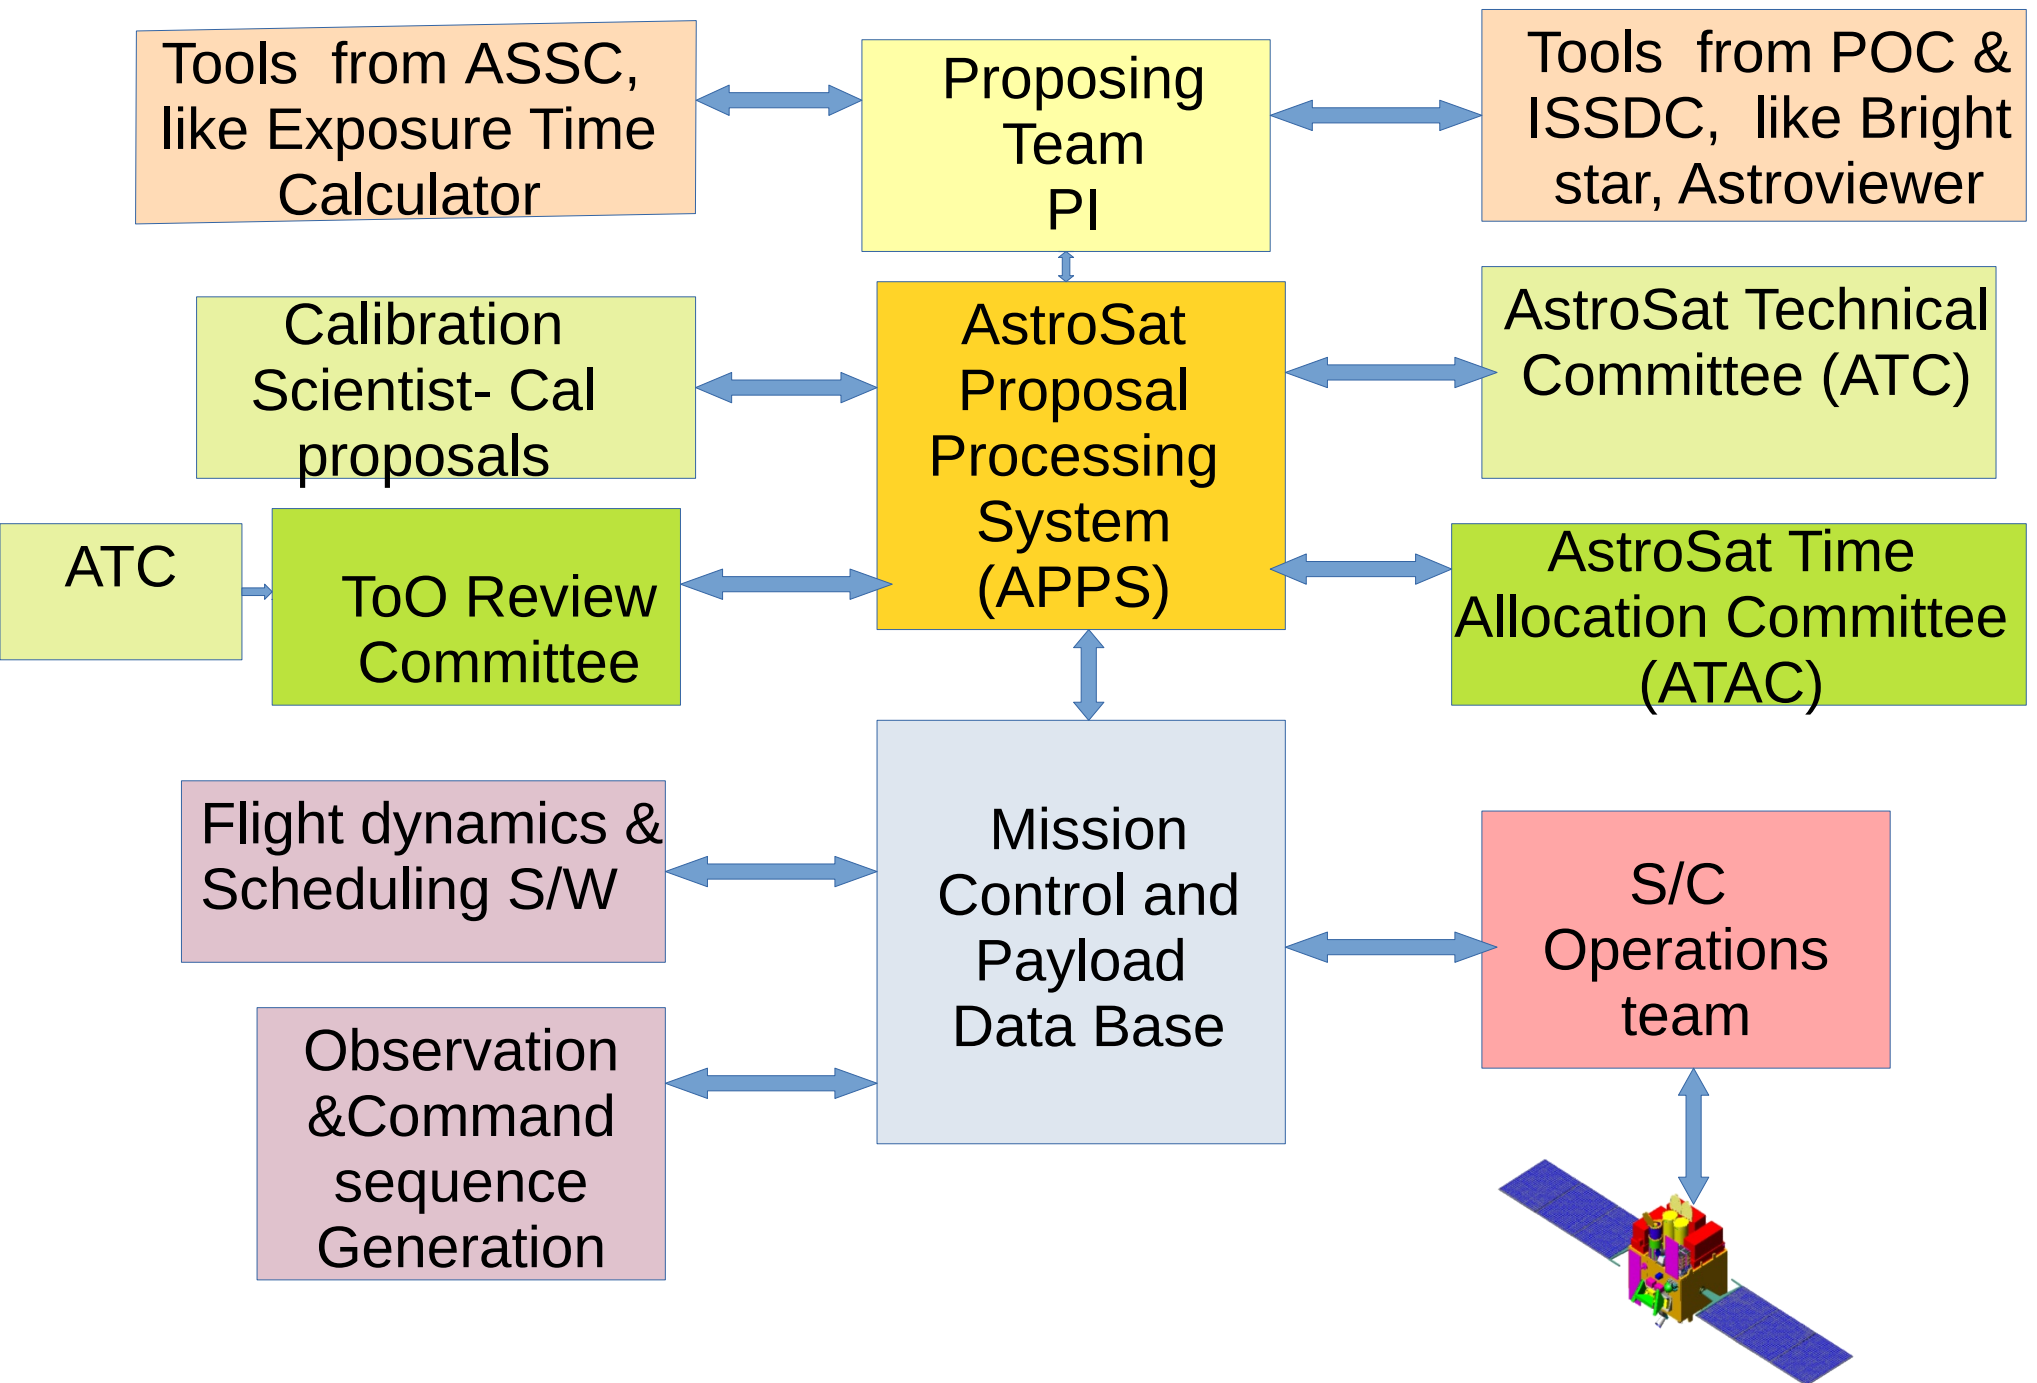 Tools from ASSC,
like Exposure Time
Calculator
Proposing
Team
PI
Tools from POC &
ISSDC, like Bright
star, Astroviewer
Calibration
Scientist- Cal
proposals
AstroSat
Proposal
Processing
System
(APPS)
AstroSat Technical
Committee (ATC)
ATC
ToO Review
Committee
AstroSat Time
Allocation Committee
(ATAC)
Flight dynamics &
Scheduling S/W
Mission
Control and
Payload
Data Base
S/C
Operations
team
Observation
&Command
sequence
Generation